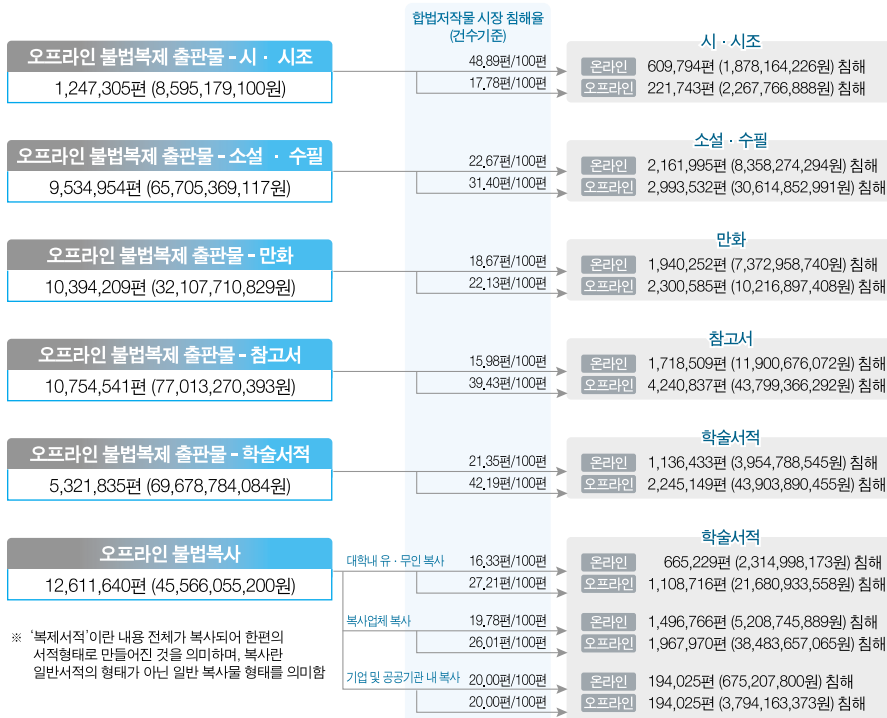 합법저작물 시장 침해율
(건수기준)
오프라인 불법복제 출판물 - 시 · 시조
1,247,305편 (8,595,179,100원)
48.89편/100편
17.78편/100편
시 · 시조
온라인 609,794편 (1,878,164,226원) 침해
오프라인 221,743편 (2,267,766,888원) 침해
오프라인 불법복제 출판물 - 소설 · 수필
9,534,954편 (65,705,369,117원)
22.67편/100편
31.40편/100편
소설 · 수필
온라인 2,161,995편 (8,358,274,294원) 침해
오프라인 2,993,532편 (30,614,852,991원) 침해
오프라인 불법복제 출판물 - 만화
10,394,209편 (32,107,710,829원)
18.67편/100편
22.13편/100편
만화
온라인 1,940,252편 (7,372,958,740원) 침해
오프라인 2,300,585편 (10,216,897,408원) 침해
오프라인 불법복제 출판물 - 참고서
10,754,541편 (77,013,270,393원)
15.98편/100편
39.43편/100편
참고서
온라인 1,718,509편 (11,900,676,072원) 침해
오프라인 4,240,837편 (43,799,366,292원) 침해
오프라인 불법복제 출판물 - 학술서적
5,321,835편 (69,678,784,084원)
21.35편/100편
42.19편/100편
학술서적
온라인 1,136,433편 (3,954,788,545원) 침해
오프라인 2,245,149편 (43,903,890,455원) 침해
오프라인 불법복사
12,611,640편 (45,566,055,200원)
학술서적
대학내 유 · 무인 복사 16.33편/100편
27.21편/100편
온라인 665,229편 (2,314,998,173원) 침해
오프라인 1,108,716편 (21,680,933,558원) 침해
복사업체 복사 19.78편/100편
26.01편/100편
온라인 1,496,766편 (5,208,745,889원) 침해
오프라인 1,967,970편 (38,483,657,065원) 침해
기업 및 공공기관 내 복사 20.00편/100편
20.00편/100편
온라인 194,025편 (675,207,800원) 침해
오프라인 194,025편 (3,794,163,373원) 침해
※ '복제서적'이란 내용 전체가 복사되어 한편의
서적형태로 만들어진 것을 의미하며, 복사란
일반서적의 형태가 아닌 일반 복사물 형태를 의미함